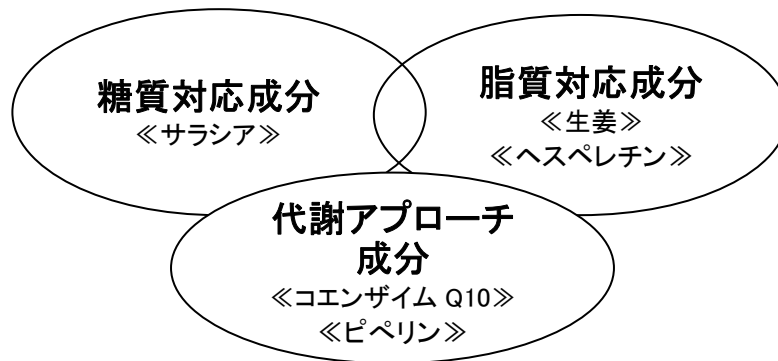 糖質対応成分
≪サラシア≫
脂質対応成分
≪生姜≫
≪ヘスペレチン≫
代謝アプローチ
成分
≪コエンザイム Q10≫
≪ピペリン≫